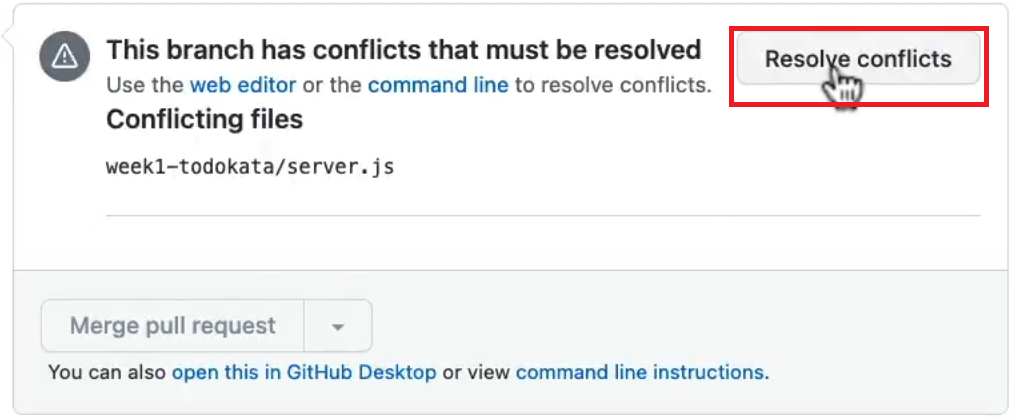 This branch has conflicts that must be resolved
Resolve conflicts
Use the web editor or the command line to resolve conflicts.
Conflicting files
week1-todokata/server.js
Merge pull request
You can also open this in GitHub Desktop or view command line instructions.